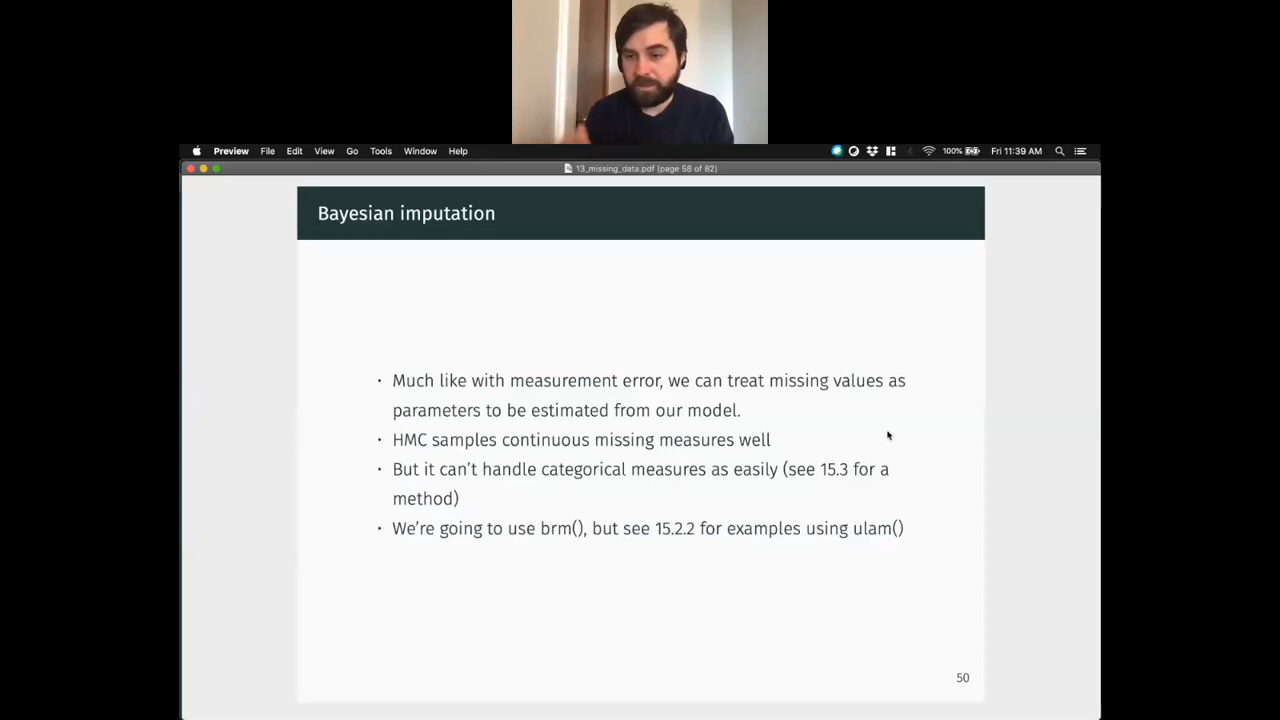 Preview File Edit View Go Tools Window Help 100% Fri 11:39 AM
13_missing_data.pdf (page 58 of 82)
Bayesian imputation
• Much like with measurement error, we can treat missing values as
parameters to be estimated from our model.
• HMC samples continuous missing measures well
• But it can't handle categorical measures as easily (see 15.3 for a
method)
• We're going to use brm(), but see 15.2.2 for examples using ulam()
50